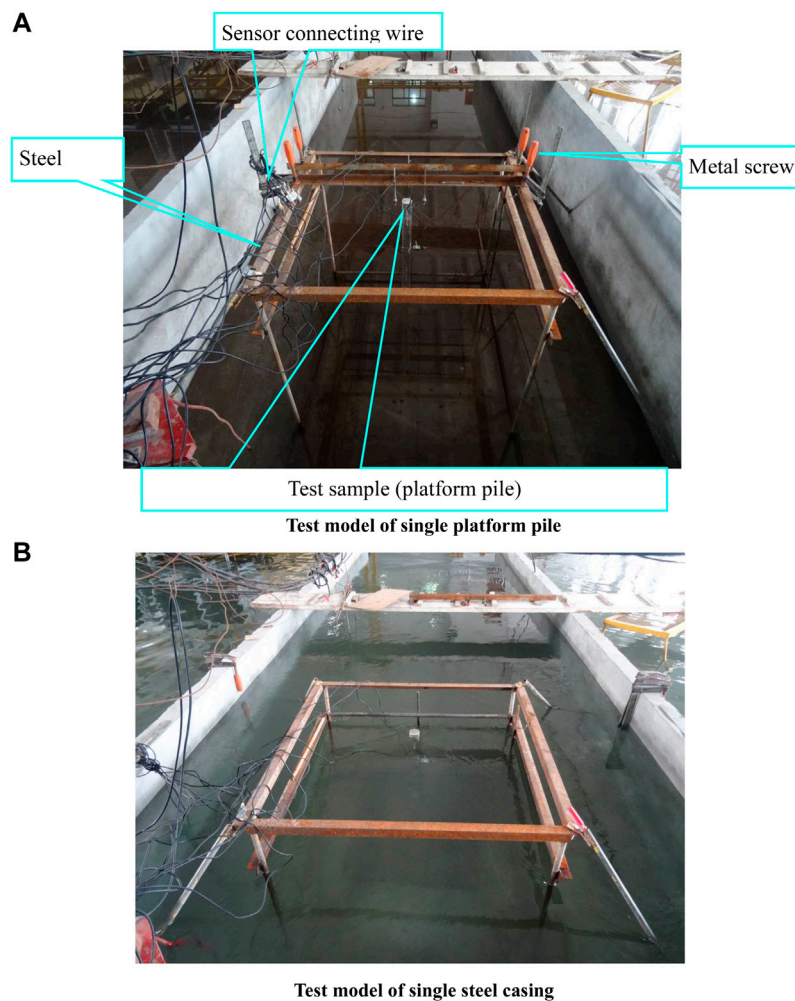 A
Sensor connecting wire
Steel
Metal screw
Test sample (platform pile)
Test model of single platform pile
B
Test model of single steel casing